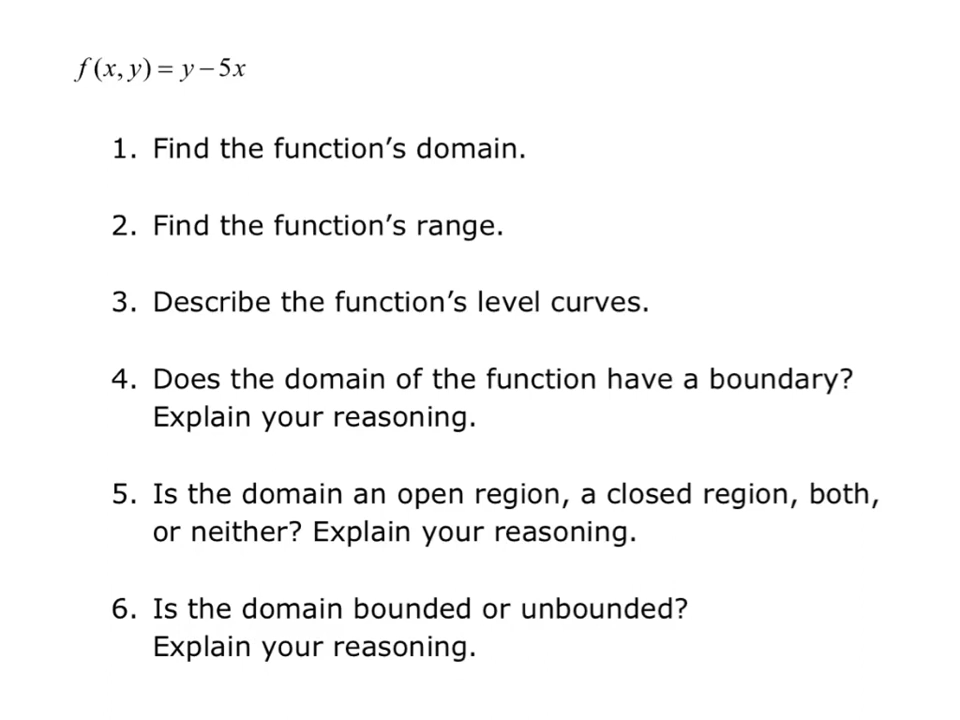 f(x, y) = y − 5x
1. Find the function’s domain.
2. Find the function’s range.
3. Describe the function’s level curves.
4. Does the domain of the function have a boundary?
Explain your reasoning.
5. Is the domain an open region, a closed region, both,
or neither? Explain your reasoning.
6. Is the domain bounded or unbounded?
Explain your reasoning.